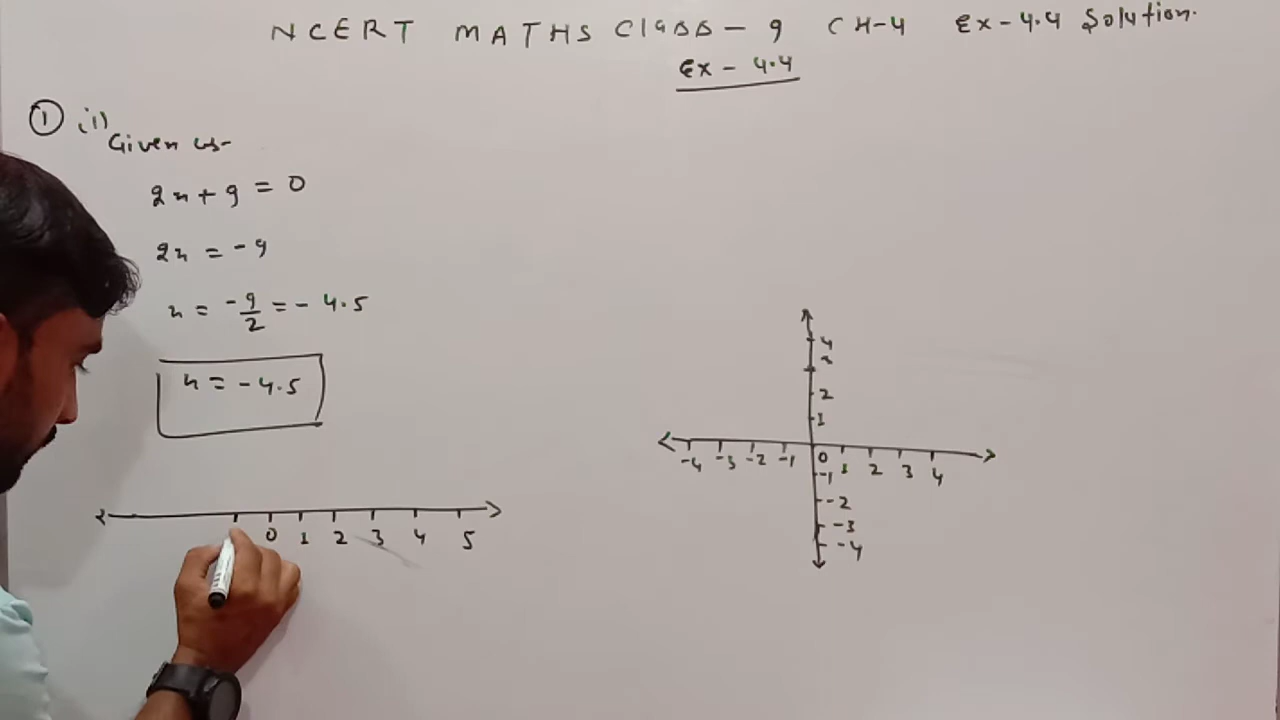 NCERT MATHS Class - 9 CH-4 Ex-4.4 Solution.
Ex - 4.4
① (i)
Given us-
2x + 9 = 0
2x = -9
x = -9/2 = - 4.5
x = - 4.5
4
3
2
1
-4 -3 -2 -1 0 1 2 3 4
-1
-2
-3
-4
0 1 2 3 4 5